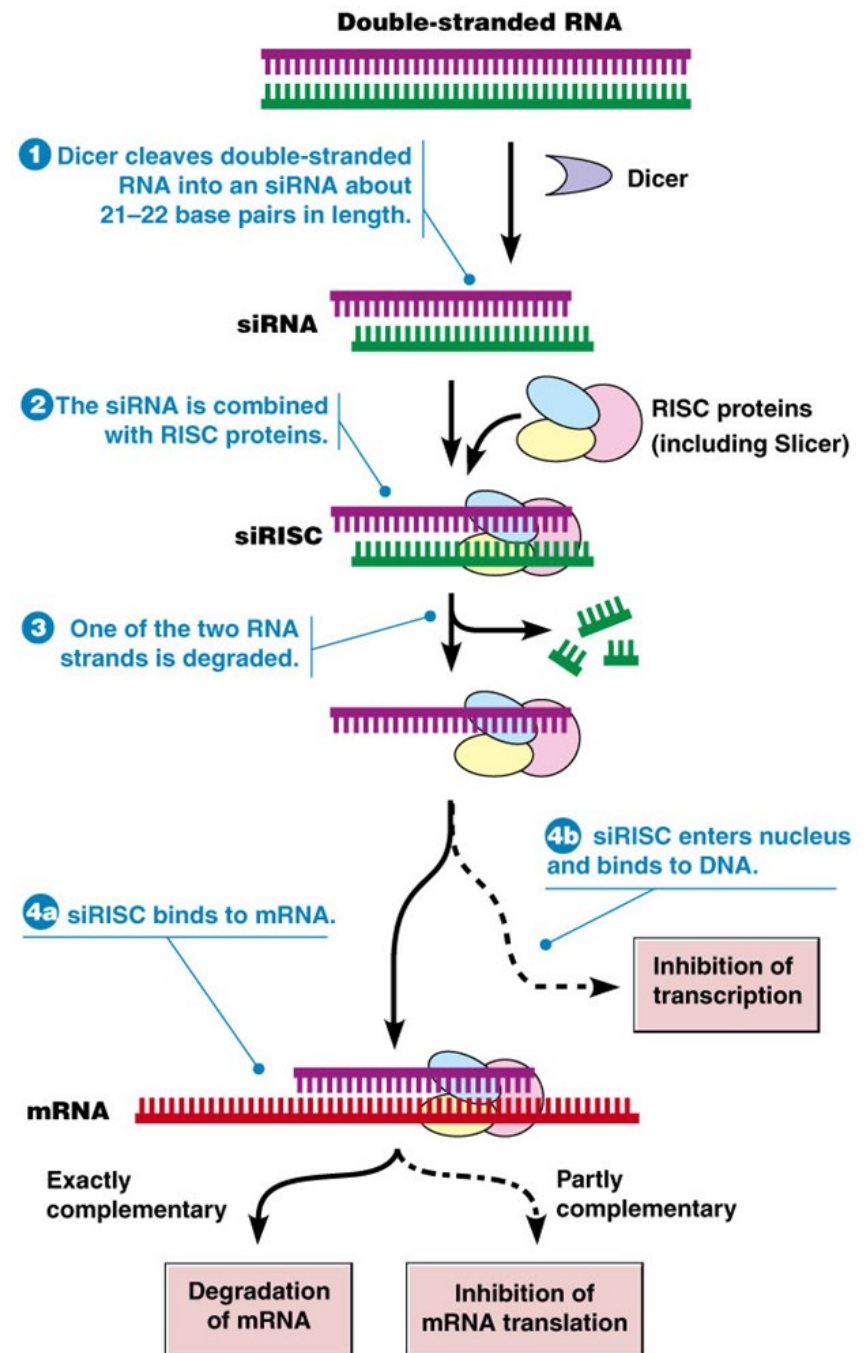 Double-stranded RNA
1 Dicer cleaves double-stranded
RNA into an siRNA about
21–22 base pairs in length.
Dicer
siRNA
2 The siRNA is combined
with RISC proteins.
RISC proteins
(including Slicer)
siRISC
3 One of the two RNA
strands is degraded.
4b siRISC enters nucleus
and binds to DNA.
4a siRISC binds to mRNA.
Inhibition of
transcription
mRNA
Exactly
complementary
Partly
complementary
Degradation
of mRNA
Inhibition of
mRNA translation